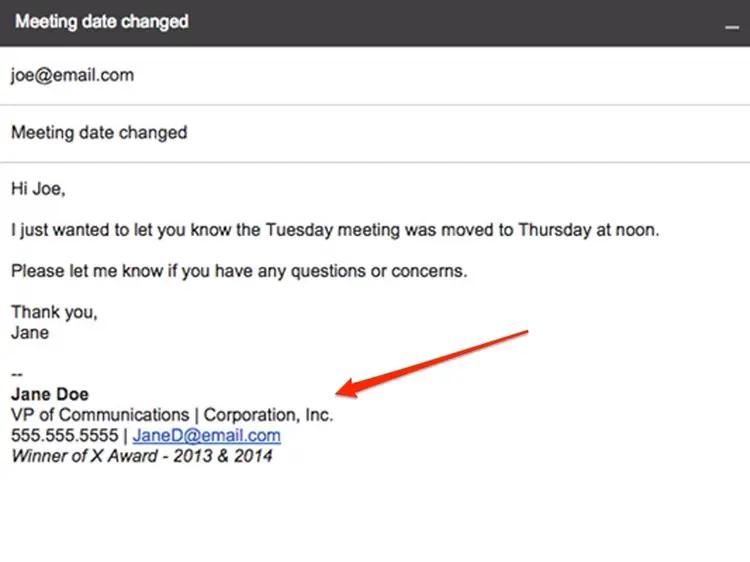 Meeting date changed
joe@email.com
Meeting date changed
Hi Joe,
I just wanted to let you know the Tuesday meeting was moved to Thursday at noon.
Please let me know if you have any questions or concerns.
Thank you,
Jane
--
Jane Doe
VP of Communications | Corporation, Inc.
555.555.5555 | JaneD@email.com
Winner of X Award - 2013 & 2014